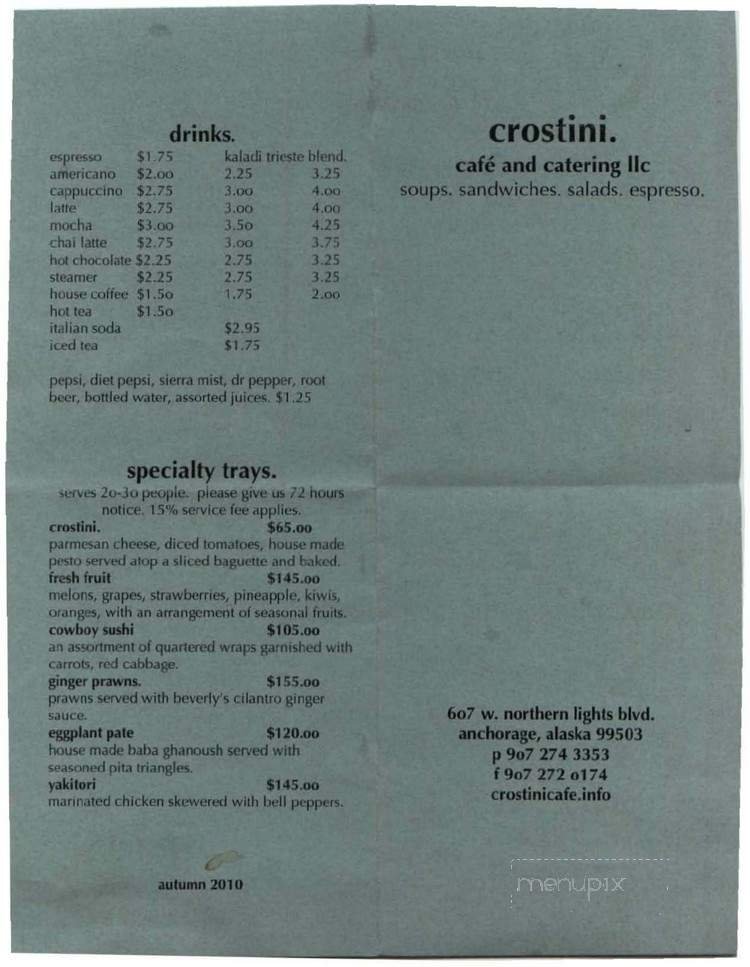 drinks.
espresso $1.75 kaladi trieste blend.
americano $2.00 2.25 3.25
cappuccino $2.75 3.00 4.00
latte $2.75 3.00 4.00
mocha $3.00 3.50 4.25
chai latte $2.75 3.00 3.75
hot chocolate $2.25 2.75 3.25
steamer $2.25 2.75 3.25
house coffee $1.50 1.75 2.00
hot tea $1.50
italian soda $2.95
iced tea $1.75
pepsi, diet pepsi, sierra mist, dr pepper, root
beer, bottled water, assorted juices. $1.25
specialty trays.
serves 20-30 people. please give us 72 hours
notice. 15% service fee applies.
crostini. $65.00
parmesan cheese, diced tomatoes, house made
pesto served atop a sliced baguette and baked.
fresh fruit $145.00
melons, grapes, strawberries, pineapple, kiwis,
oranges, with an arrangement of seasonal fruits.
cowboy sushi $105.00
an assortment of quartered wraps garnished with
carrots, red cabbage.
ginger prawns. $155.00
prawns served with beverly's cilantro ginger
sauce.
eggplant pate $120.00
house made baba ghanoush served with
seasoned pita triangles.
yakitori $145.00
marinated chicken skewered with bell peppers.
autumn 2010
crostini.
café and catering llc
soups. sandwiches. salads. espresso.
607 w. northern lights blvd.
anchorage, alaska 99503
p 907 274 3353
f 907 272 0174
crostinicafe.info
menupix